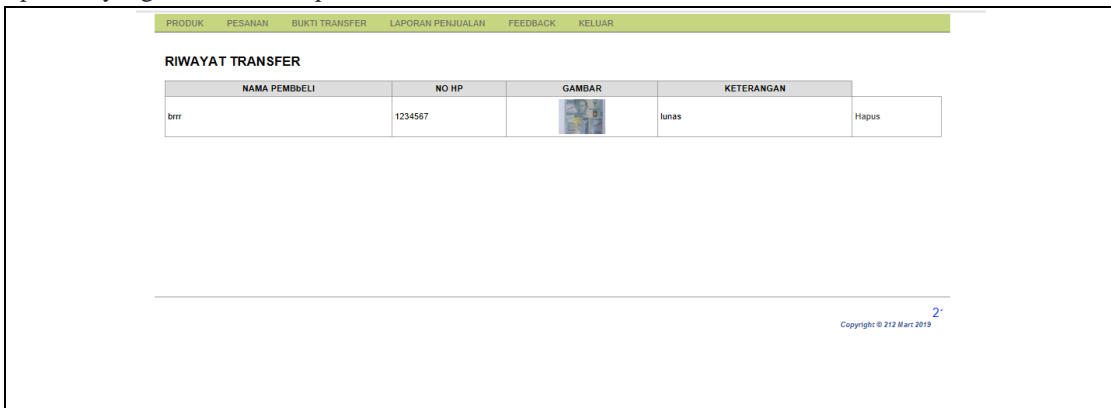 PRODUK PESANAN BUKTI TRANSFER LAPORAN PENJUALAN FEEDBACK KELUAR
RIWAYAT TRANSFER
NAMA PEMBbELI NO HP GAMBAR KETERANGAN
brrr 1234567 lunas Hapus
Copyright © 212 Mart 2019